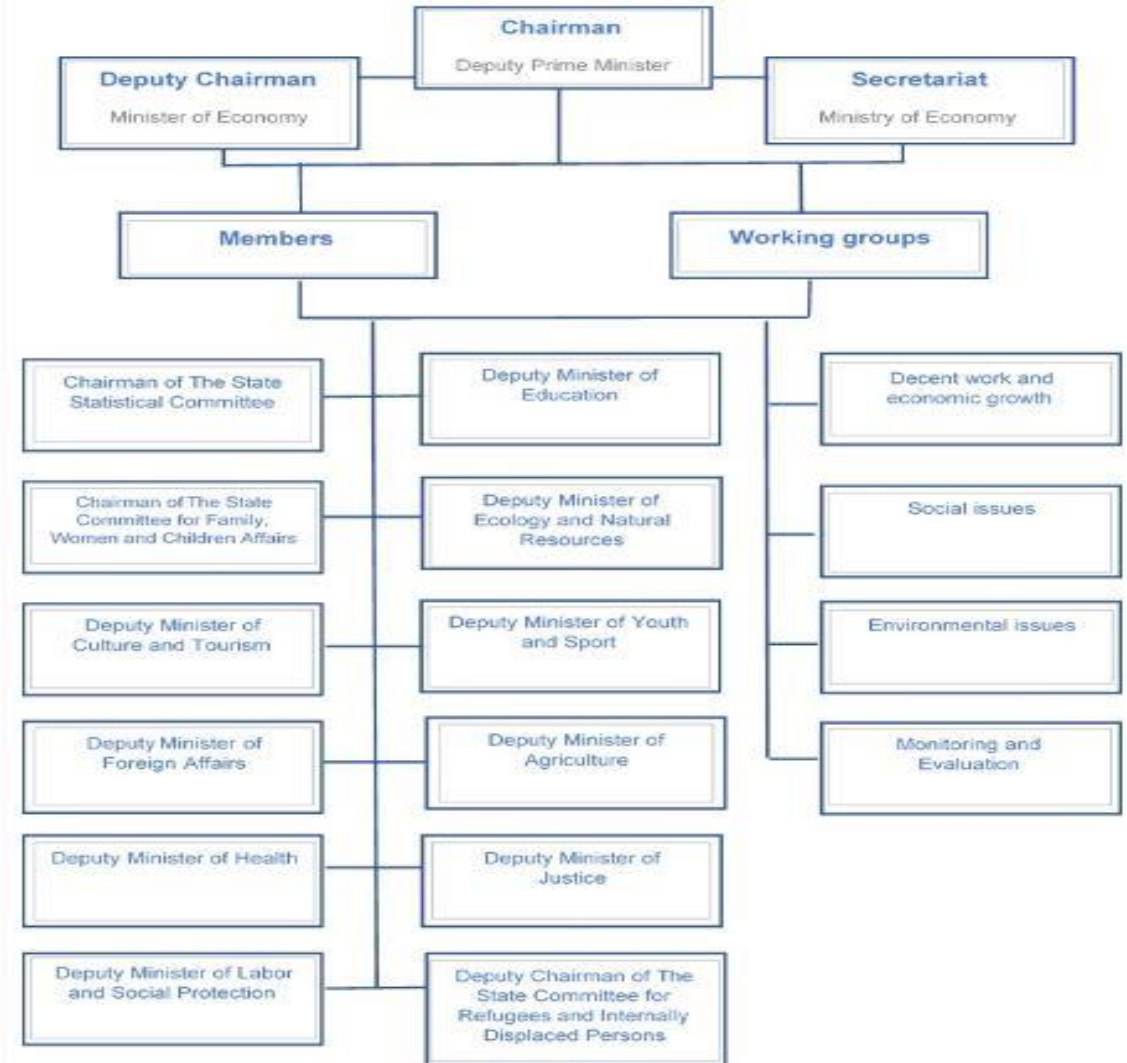 Chairman
Deputy Prime Minister
Deputy Chairman
Minister of Economy
Secretariat
Ministry of Economy
Members
Working groups
Chairman of The State
Statistical Committee
Deputy Minister of
Education
Decent work and
economic growth
Chairman of The State
Committee for Family,
Women and Children Affairs
Deputy Minister of
Ecology and Natural
Resources
Social issues
Deputy Minister of
Culture and Tourism
Deputy Minister of Youth
and Sport
Environmental issues
Deputy Minister of
Foreign Affairs
Deputy Minister of
Agriculture
Monitoring and
Evaluation
Deputy Minister of Health
Deputy Minister of
Justice
Deputy Minister of Labor
and Social Protection
Deputy Chairman of The
State Committee for
Refugees and Internally
Displaced Persons